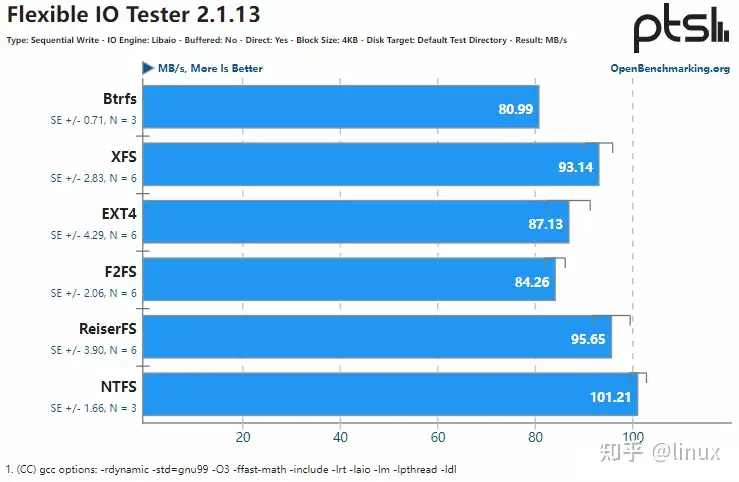 Flexible IO Tester 2.1.13
Type: Sequential Write - IO Engine: Libaio - Buffered: No - Direct: Yes - Block Size: 4KB - Disk Target: Default Test Directory - Result: MB/s
ptsl
MB/s, More Is Better
OpenBenchmarking.org
Btrfs
SE +/- 0.71, N = 3
80.99
XFS
SE +/- 2.83, N = 6
93.14
EXT4
SE +/- 4.29, N = 6
87.13
F2FS
SE +/- 2.06, N = 6
84.26
ReiserFS
SE +/- 3.90, N = 6
95.65
NTFS
SE +/- 1.66, N = 3
101.21
20 40 60 80 100
知乎 @linux
1. (CC) gcc options: -rdynamic -std=gnu99 -O3 -ffast-math -include -lrt -laio -lm -lpthread -ldl